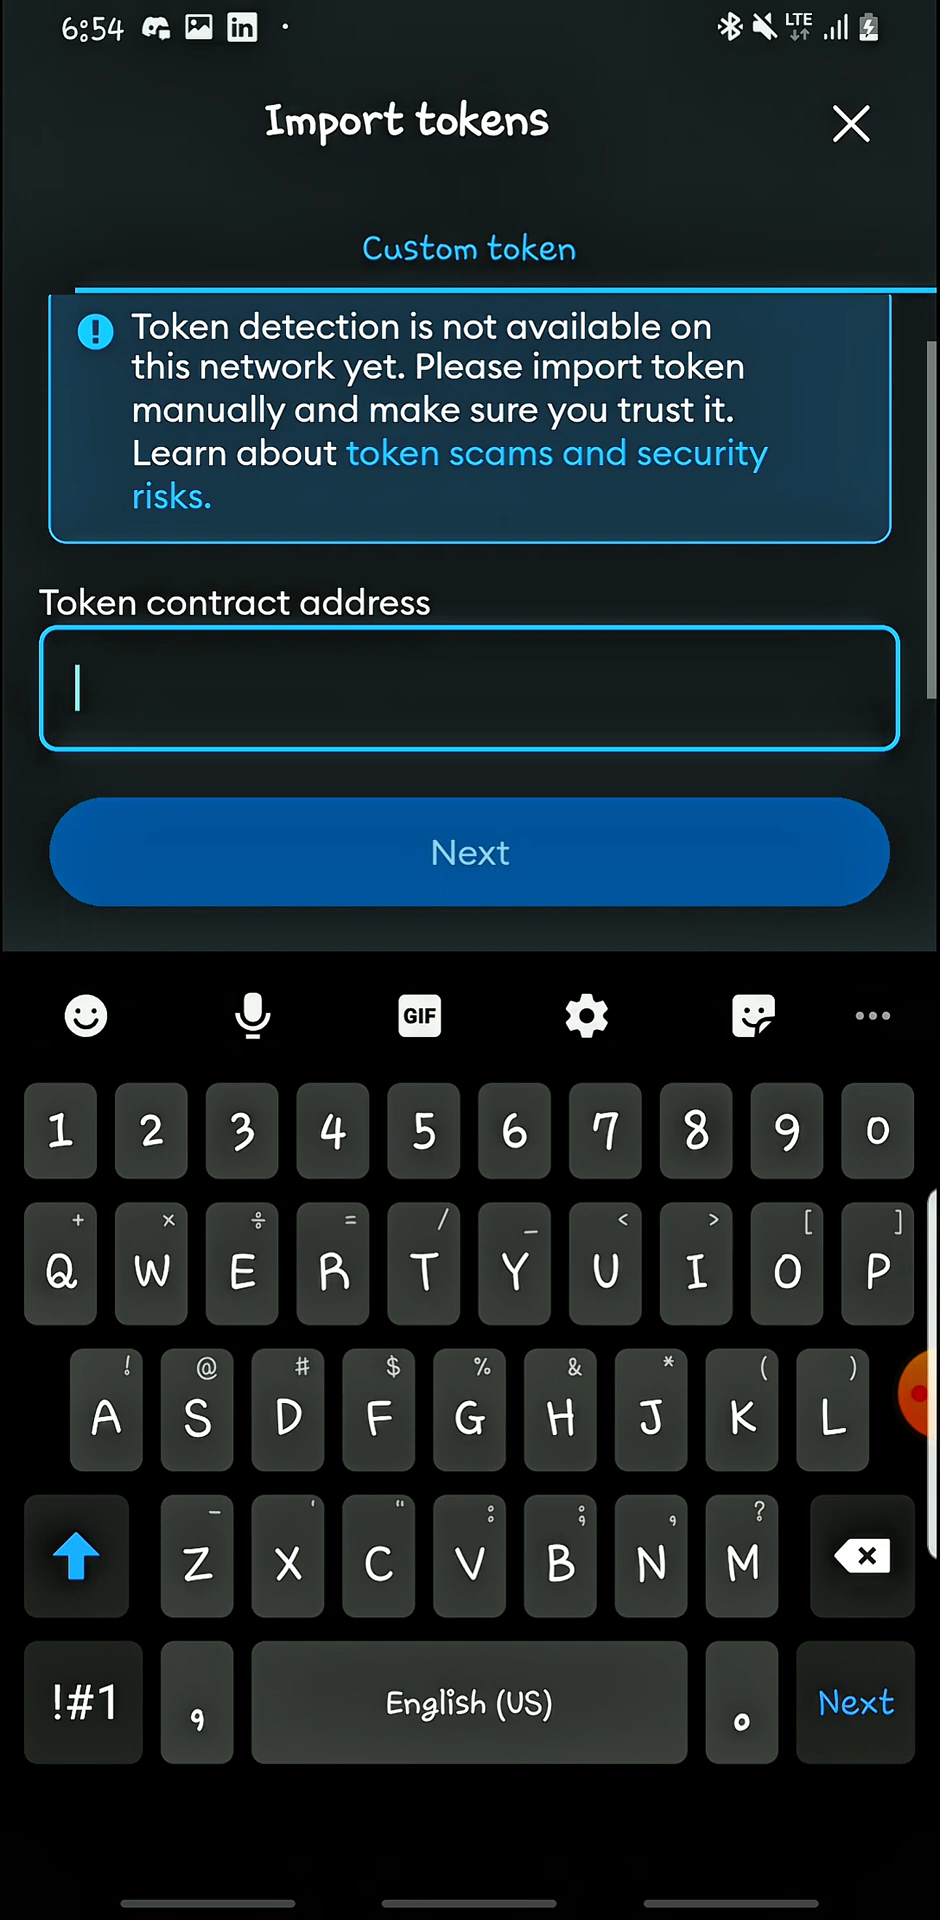 6:54
LTE
Import tokens
Custom token
Token detection is not available on
this network yet. Please import token
manually and make sure you trust it.
Learn about token scams and security
risks.
Token contract address
Next
GIF
1 2 3 4 5 6 7 8 9 0
+ × ÷ = / _ < > [ ]
Q W E R T Y U I O P
! @ # $ % & * ( )
A S D F G H J K L
- ' " : ; , ?
Z X C V B N M
!#1 , English (US) . Next